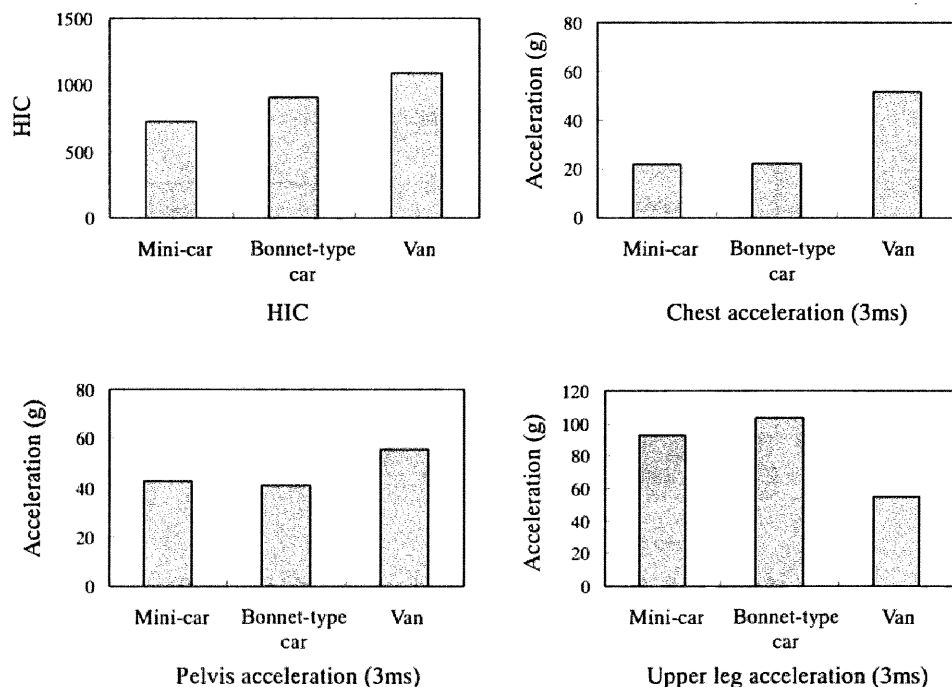 1500
1000
500
0
HIC
Mini-car
Bonnet-type
car
Van
HIC
80
60
40
20
0
Acceleration (g)
Mini-car
Bonnet-type
car
Van
Chest acceleration (3ms)
80
60
40
20
0
Acceleration (g)
Mini-car
Bonnet-type
car
Van
Pelvis acceleration (3ms)
120
100
80
60
40
20
0
Acceleration (g)
Mini-car
Bonnet-type
car
Van
Upper leg acceleration (3ms)